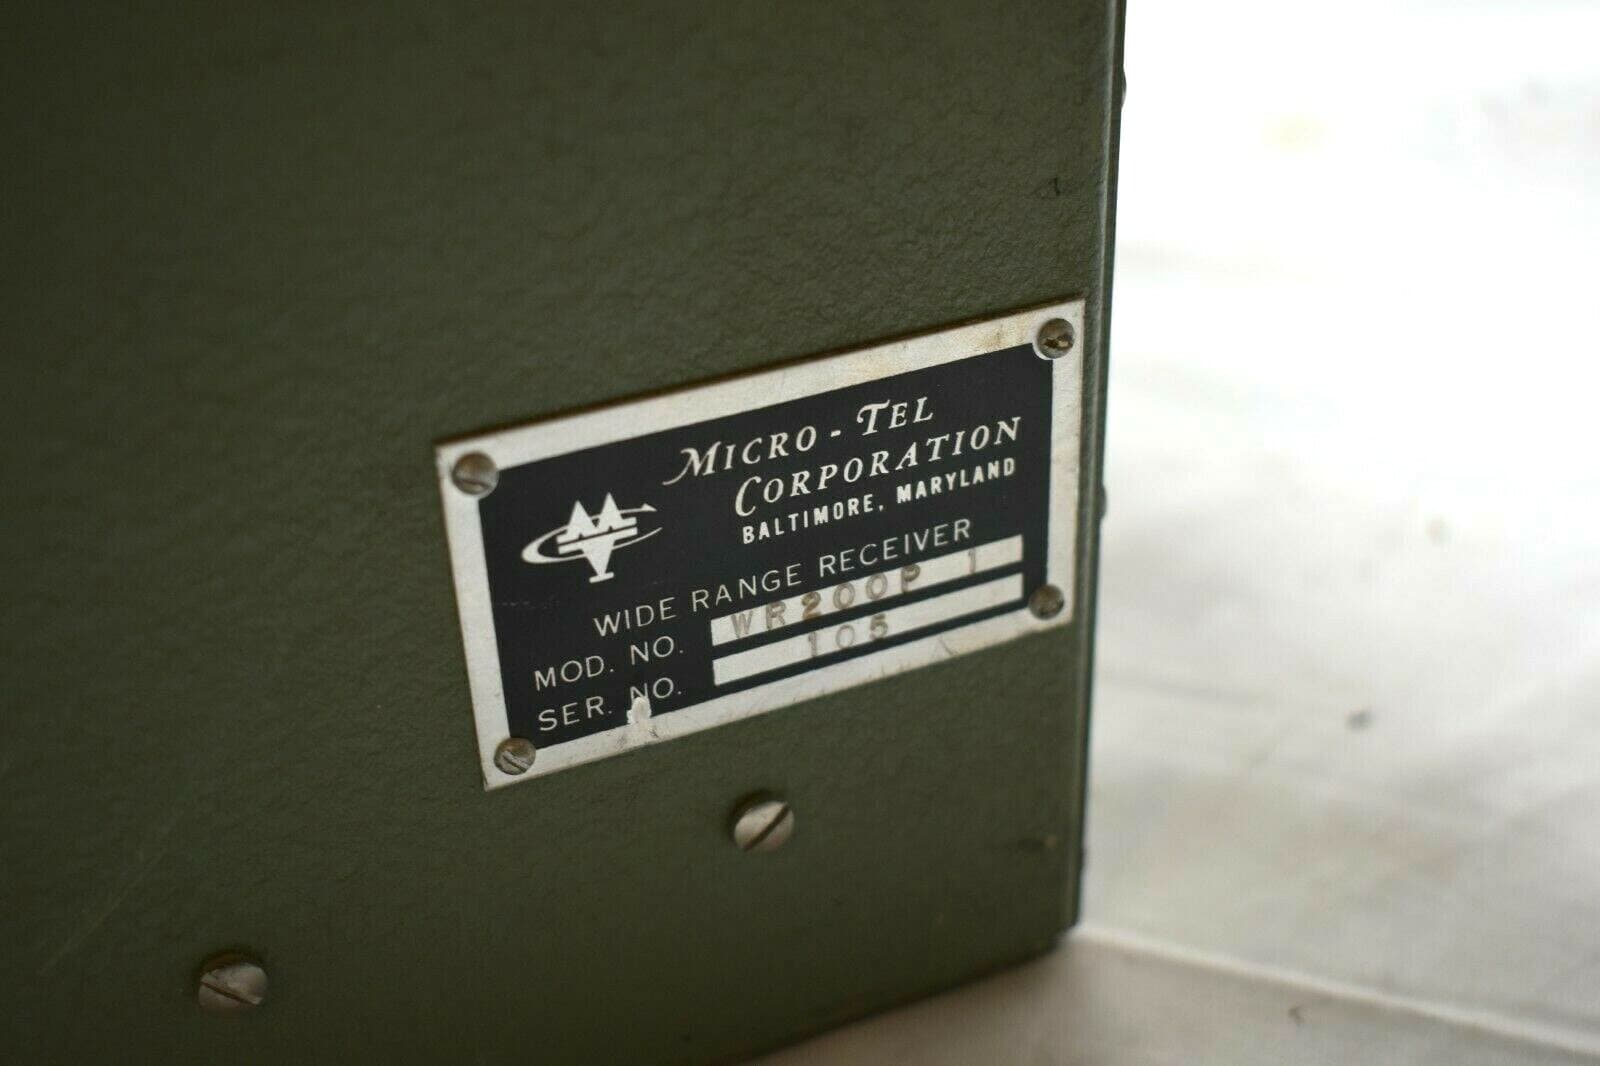 MICRO-TEL
CORPORATION
BALTIMORE, MARYLAND
WIDE RANGE RECEIVER
MOD. NO. WR200P 1
SER. NO. 105